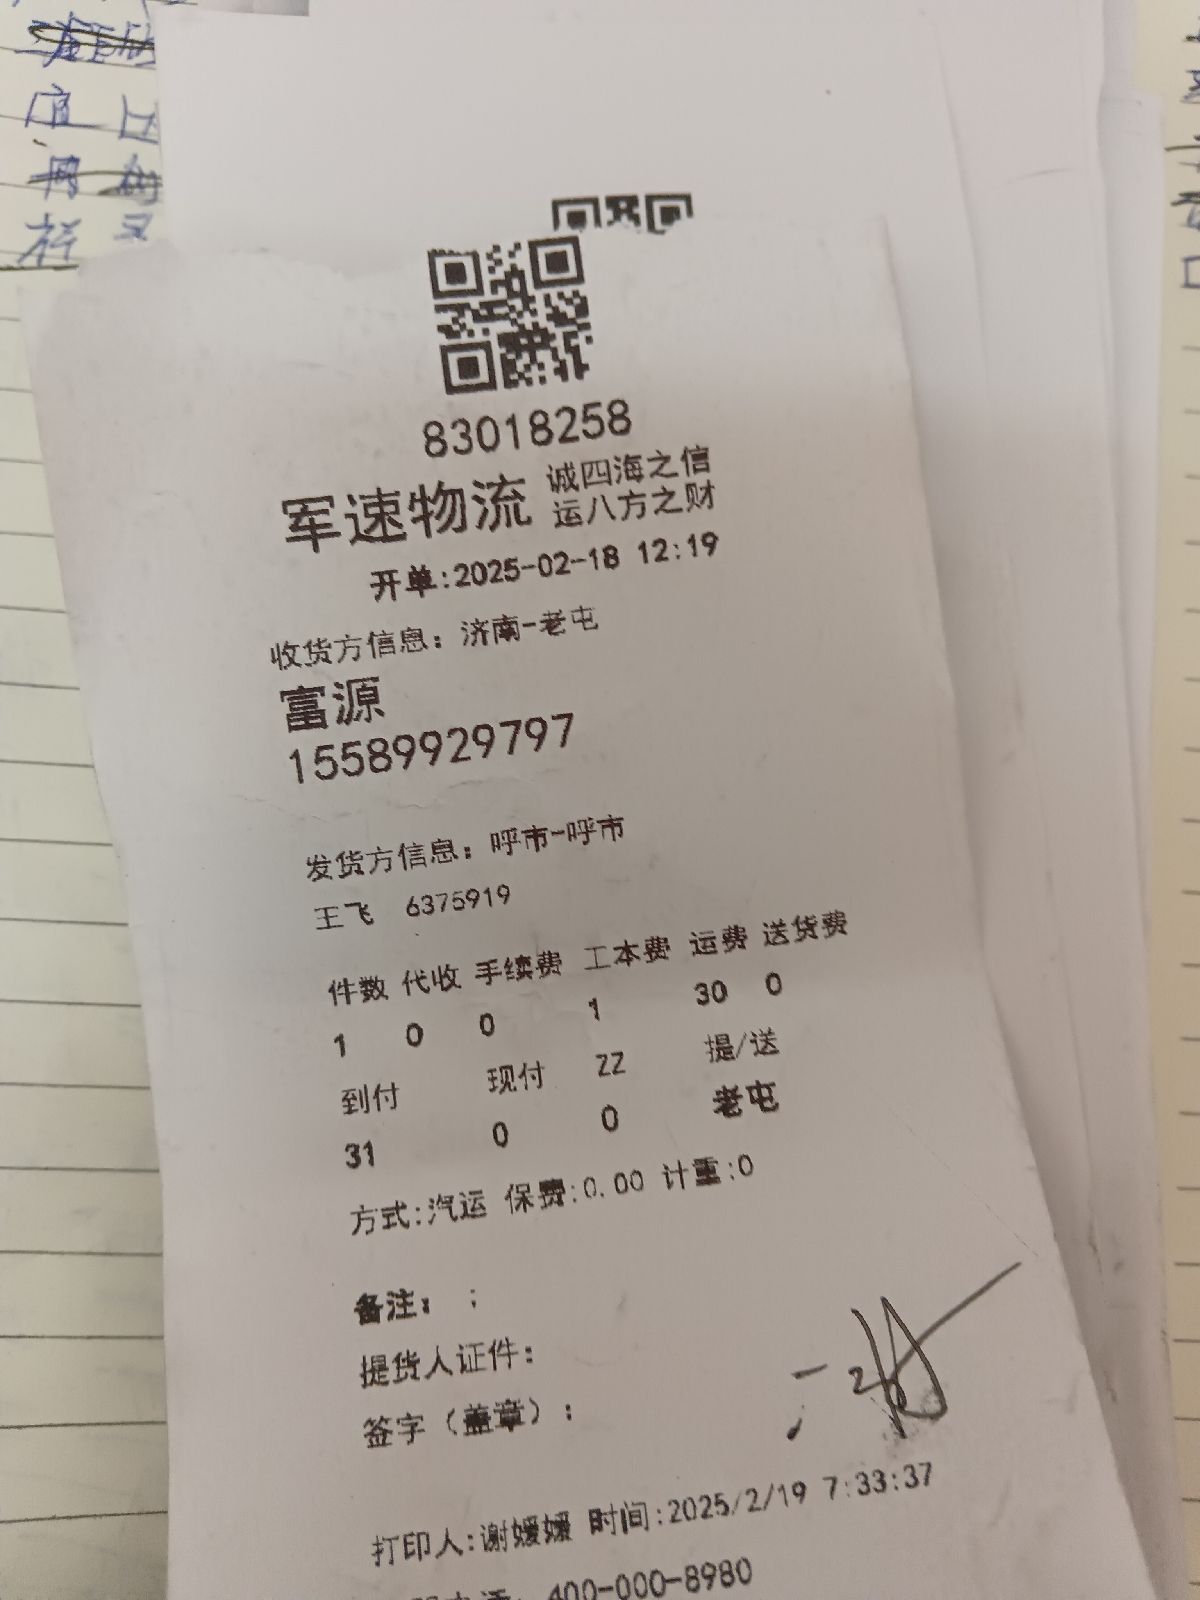 83018258
军速物流 诚四海之信
运八方之财
开单:2025-02-18 12:19
收货方信息: 济南-老屯
富源
15589929797
发货方信息: 呼市-呼市
王飞 6375919
件数 代收 手续费 工本费 运费 送货费
1 0 0 1 30 0
到付 现付 ZZ 提/送
31 0 0 老屯
方式:汽运 保费:0.00 计重:0
备注: ;
提货人证件:
签字(盖章):
打印人:谢媛媛 时间:2025/2/19 7:33:37
400-000-8980